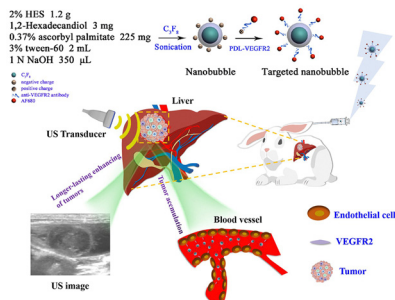 2% HES 1.2 g
1,2-Hexadecandiol 3 mg
0.37% ascorbyl palmitate 225 mg
3% tween-60 2 mL
1 N NaOH 350 μL
C₃F₈
negative charge
positive charge
anti-VEGFR2 antibody
AF685
C₃F₈
Sonication
PDL-VEGFR2
Nanobubble
Targeted nanobubble
Liver
US Transducer
Longer-lasting enhancing
of tumors
Tumor accumulation
Blood vessel
US image
Endothelial cell
VEGFR2
Tumor